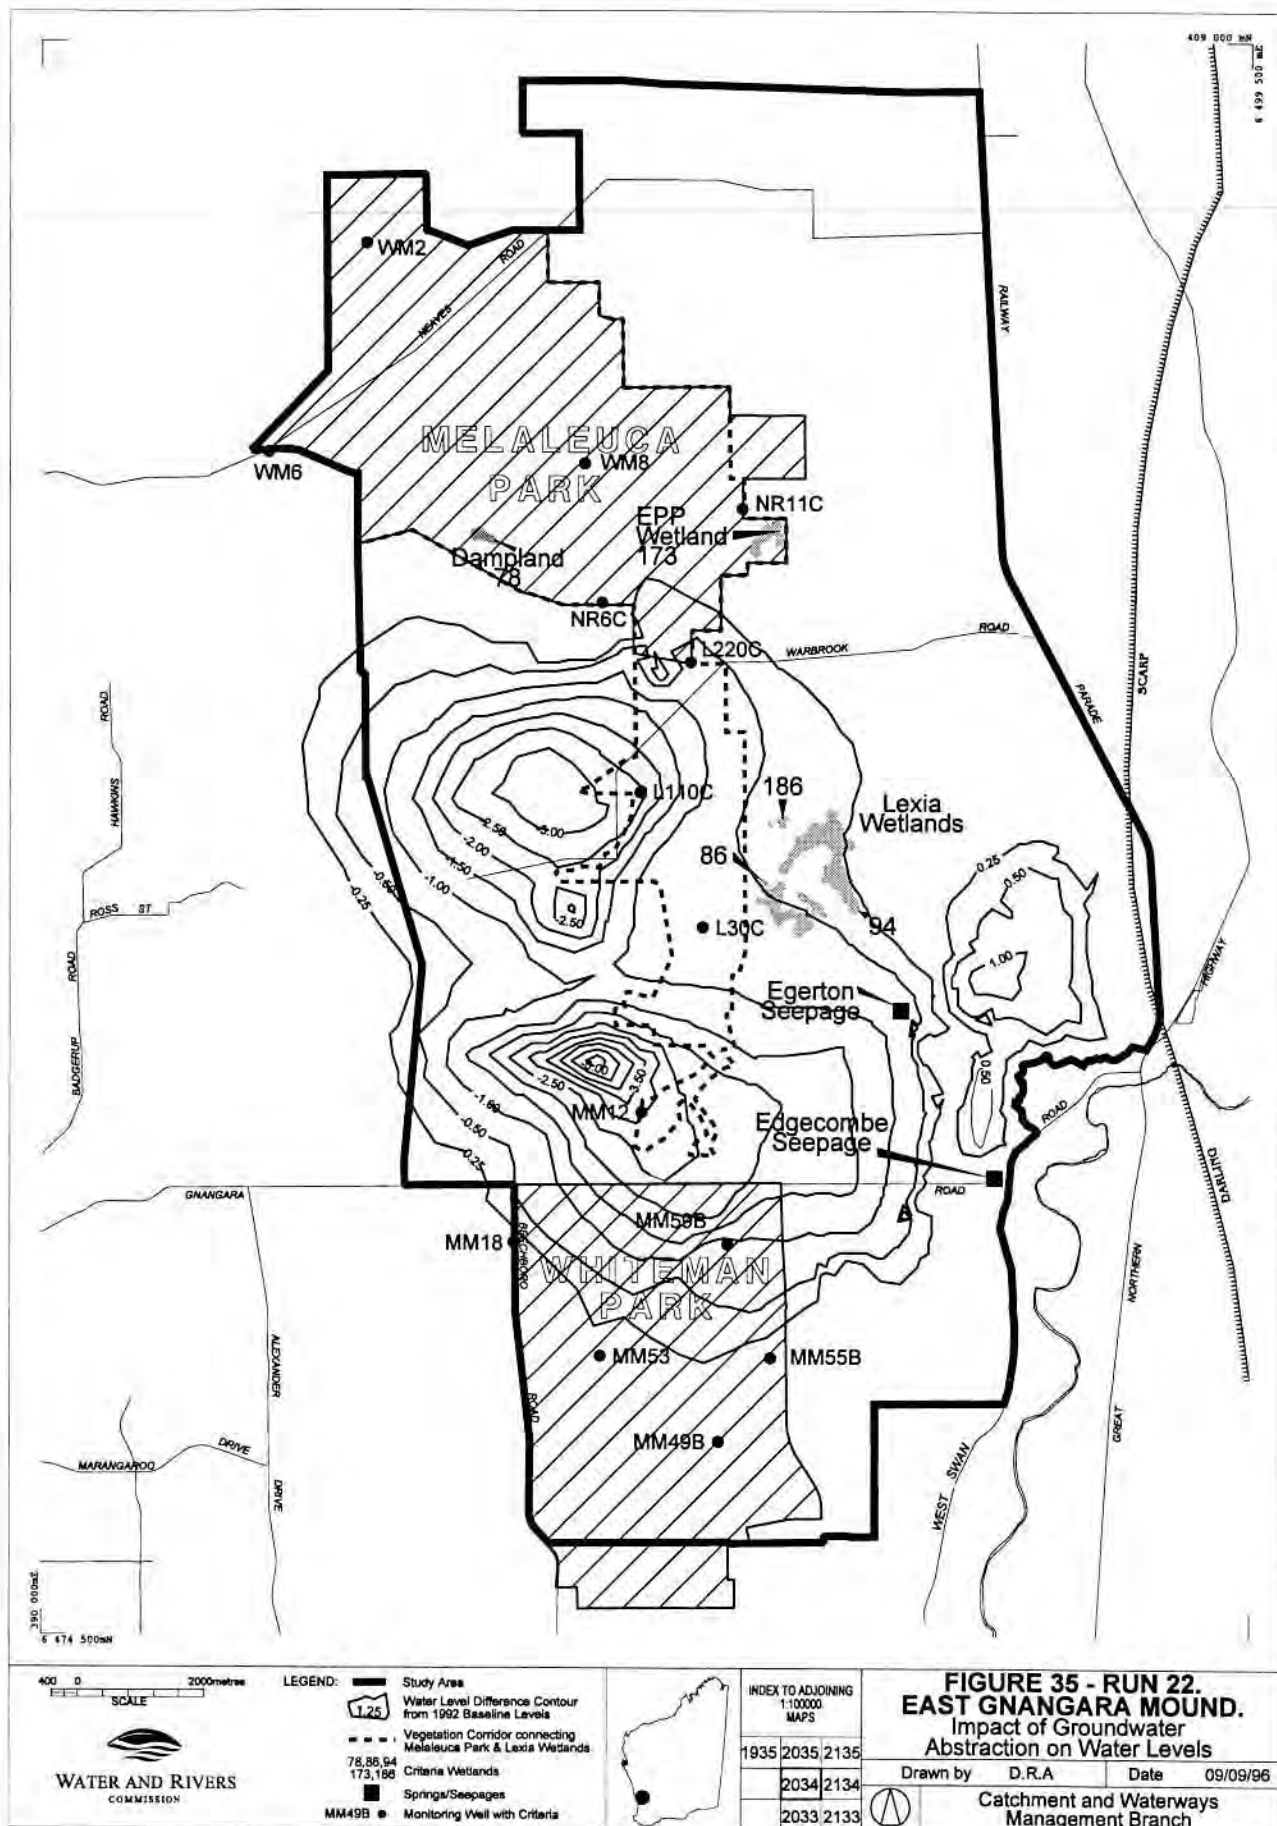 409 000 mN
6 499 500 mE
WM2
ROAD
NEAVES
RAILWAY
MELALEUCA
PARK
WM6
WM8
NR11C
EPP
Wetland
173
Dampland
78
NR6C
L220C
WARBROOK
ROAD
SCARP
PARADE
ROAD
HAWKINS
L110C
186
Lexia
Wetlands
-2.50
-3.00
-2.00
-1.50
-1.00
-0.50
-0.25
86
0.25
0.50
ROSS ST
-2.50
L30C
94
1.00
HIGHWAY
ROAD
BADGERUP
Egerton
Seepage
-2.50
-5.00
-3.50
0.50
-1.50
MM12
-0.50
-0.25
Edgecombe
Seepage
ROAD
DARLING
GNANGARA
ROAD
MM18
BEECHBORO
MM59B
WHITEMAN
PARK
NORTHERN
ALEXANDER
MM53
MM55B
ROAD
MM49B
GREAT
DRIVE
MARANGAROO
DRIVE
WEST SWAN
390 000mE
6 474 500mN
400 0 2000metres
SCALE
WATER AND RIVERS
COMMISSION
LEGEND:
Study Area
1.25
Water Level Difference Contour
from 1992 Baseline Levels
Vegetation Corridor connecting
Melaleuca Park & Lexia Wetlands
78,86,94
173,186
Criteria Wetlands
Springs/Seepages
MM49B
Monitoring Well with Criteria
INDEX TO ADJOINING
1:100000
MAPS
1935 2035 2135
2034 2134
2033 2133
FIGURE 35 - RUN 22.
EAST GNANGARA MOUND.
Impact of Groundwater
Abstraction on Water Levels
Drawn by D.R.A Date 09/09/96
Catchment and Waterways
Management Branch